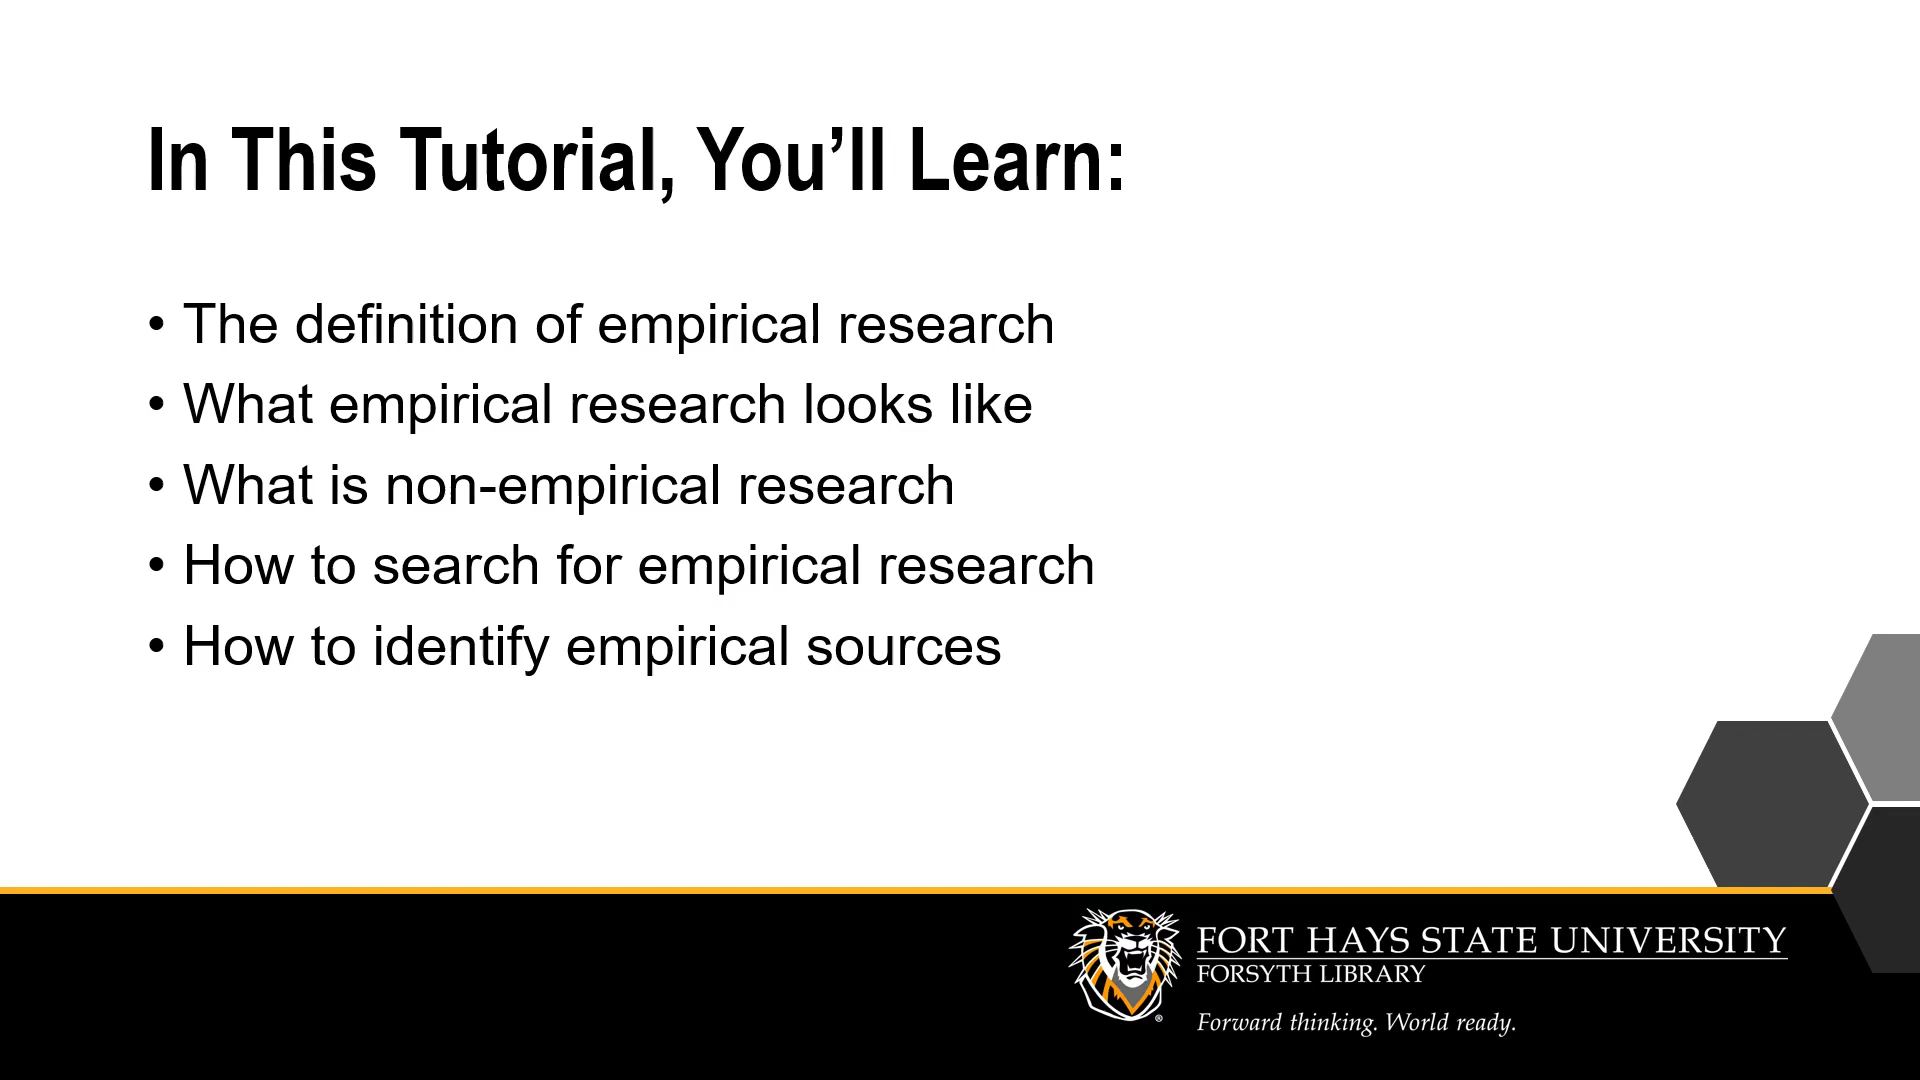 In This Tutorial, You’ll Learn:
• The definition of empirical research
• What empirical research looks like
• What is non-empirical research
• How to search for empirical research
• How to identify empirical sources
FORT HAYS STATE UNIVERSITY
FORSYTH LIBRARY
Forward thinking. World ready.
®